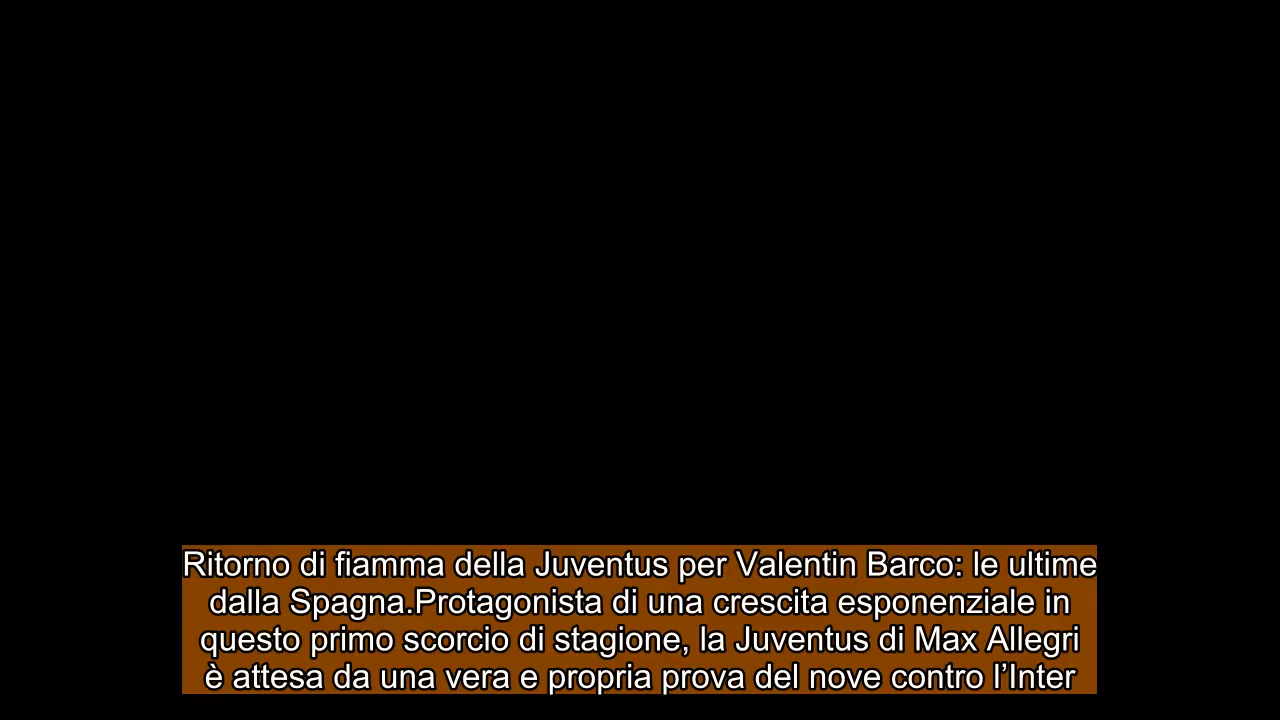 Ritorno di fiamma della Juventus per Valentin Barco: le ultime
dalla Spagna.Protagonista di una crescita esponenziale in
questo primo scorcio di stagione, la Juventus di Max Allegri
è attesa da una vera e propria prova del nove contro l’Inter